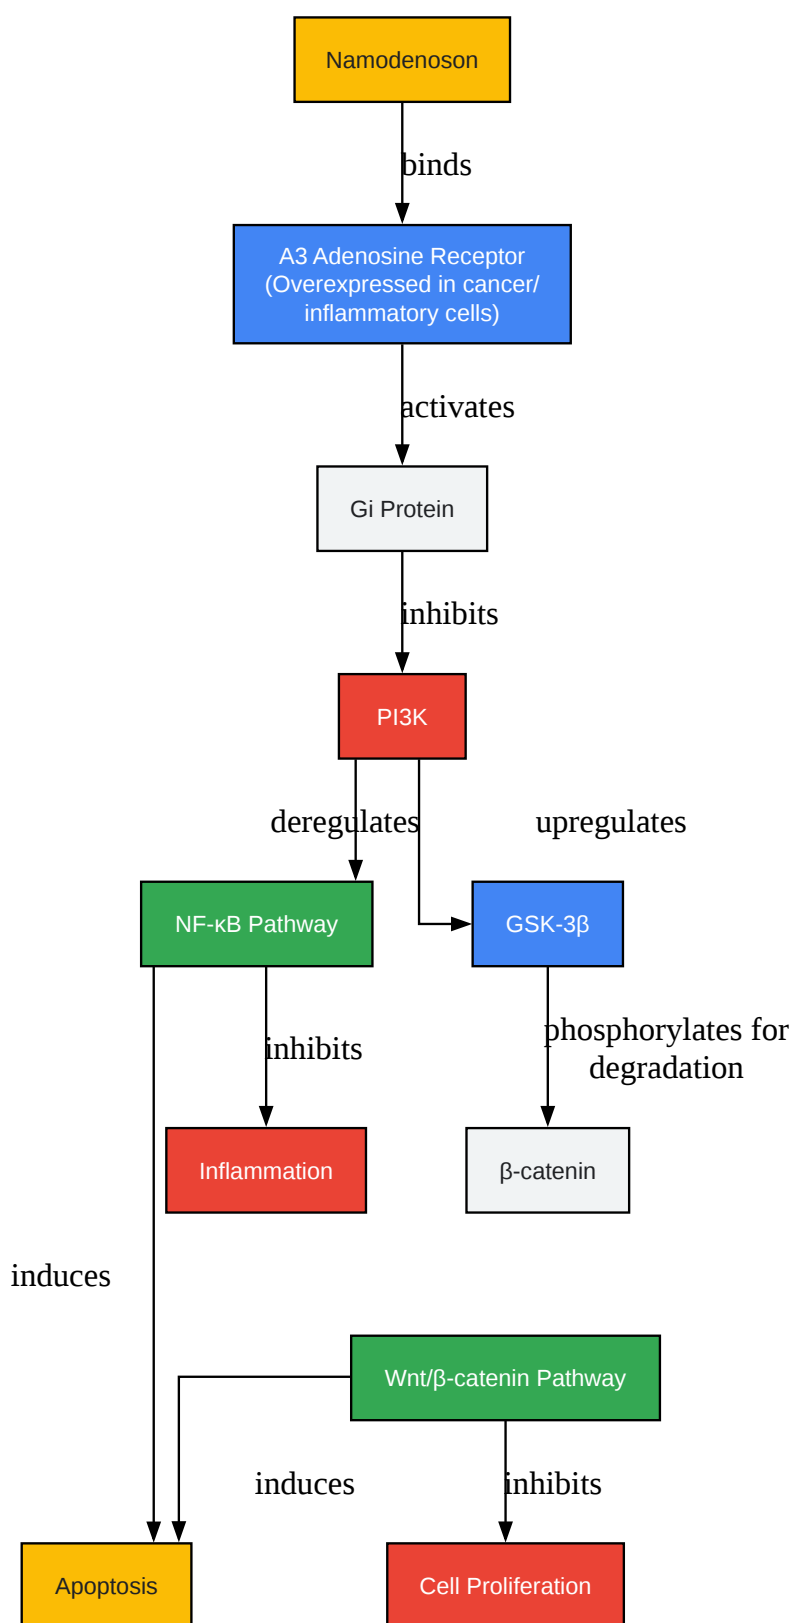 Namodenoson
binds
A3 Adenosine Receptor
(Overexpressed in cancer/
inflammatory cells)
activates
Gi Protein
inhibits
PI3K
deregulates
upregulates
NF-κB Pathway
GSK-3β
inhibits
phosphorylates for
degradation
Inflammation
β-catenin
induces
Wnt/β-catenin Pathway
induces
inhibits
Apoptosis
Cell Proliferation